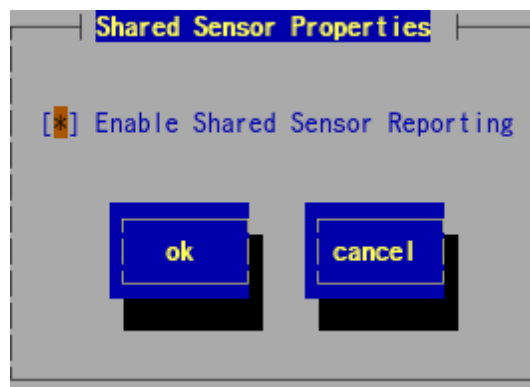 Shared Sensor Properties
[*] Enable Shared Sensor Reporting
ok
cancel